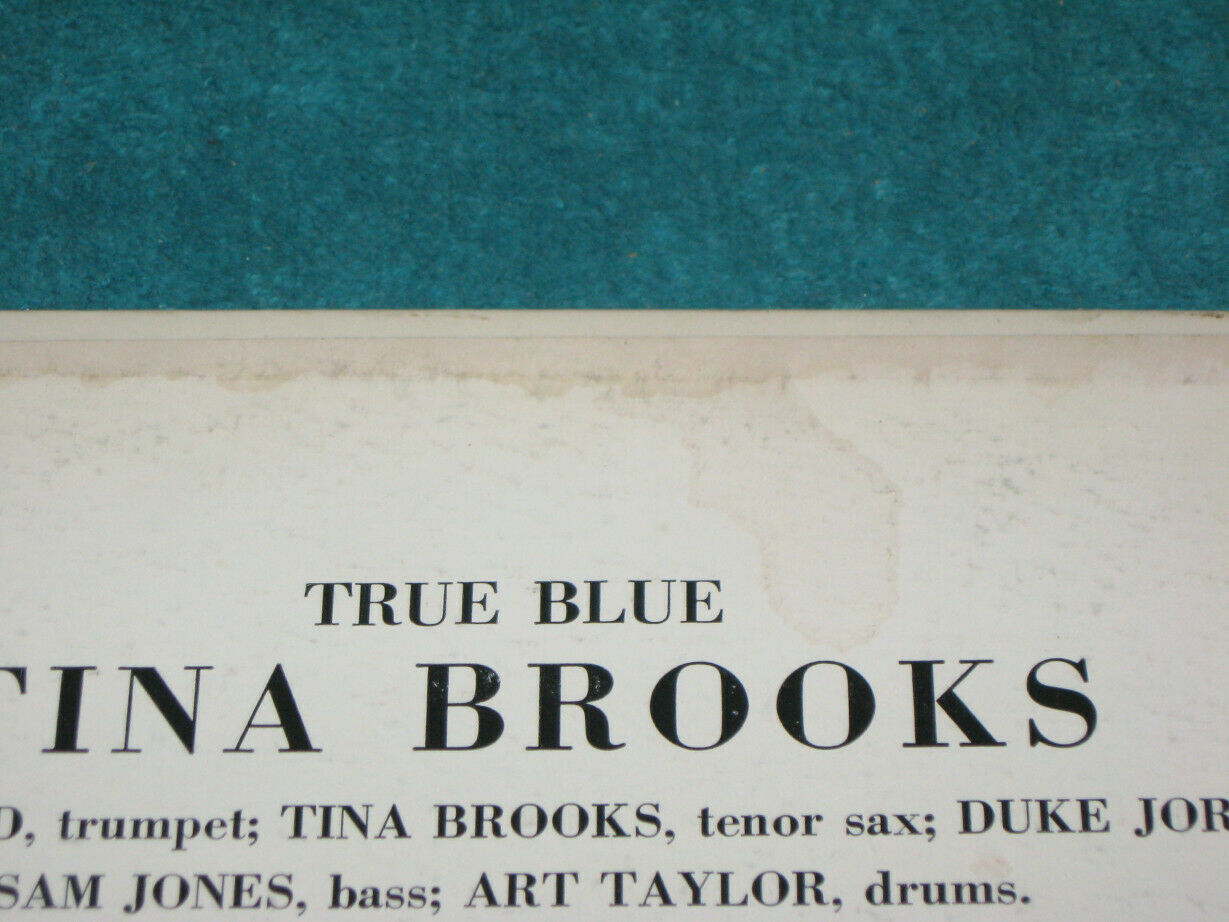 TRUE BLUE
TINA BROOKS
D, trumpet; TINA BROOKS, tenor sax; DUKE JOR
SAM JONES, bass; ART TAYLOR, drums.